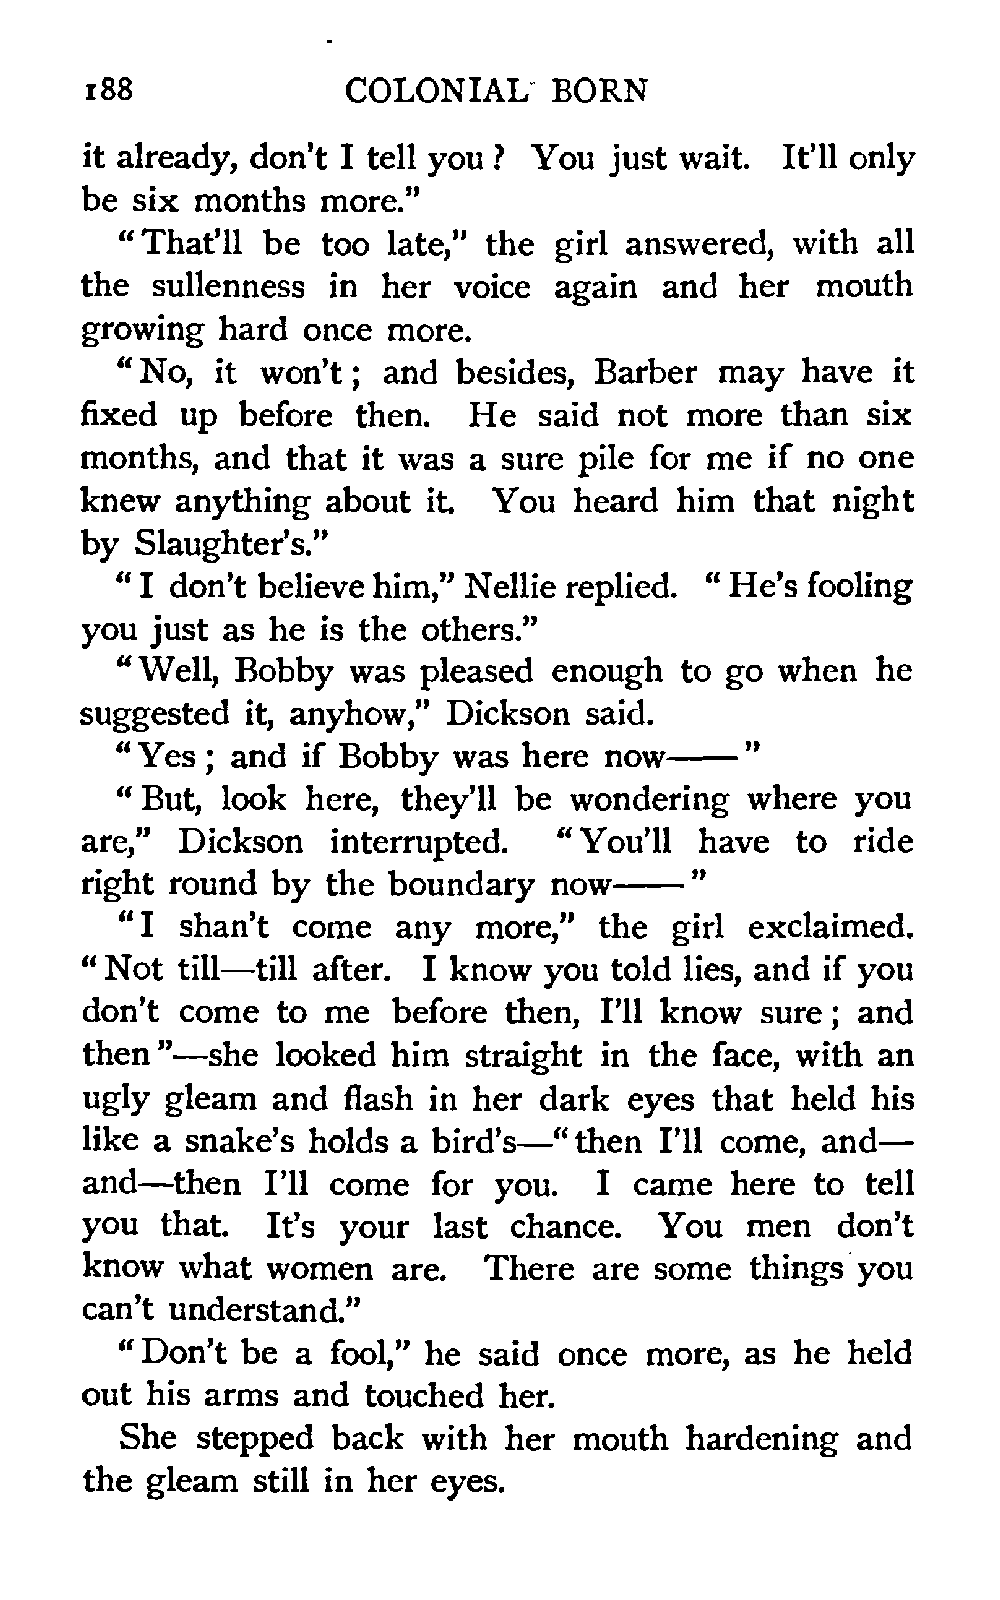 188 COLONIAL BORN
it already, don't I tell you? You just wait. It'll only
be six months more."
"That'll be too late," the girl answered, with all
the sullenness in her voice again and her mouth
growing hard once more.
"No, it won't; and besides, Barber may have it
fixed up before then. He said not more than six
months, and that it was a sure pile for me if no one
knew anything about it. You heard him that night
by Slaughter's."
"I don't believe him," Nellie replied. "He's fooling
you just as he is the others."
"Well, Bobby was pleased enough to go when he
suggested it, anyhow," Dickson said.
"Yes; and if Bobby was here now——"
"But, look here, they'll be wondering where you
are," Dickson interrupted. "You'll have to ride
right round by the boundary now——"
"I shan't come any more," the girl exclaimed.
"Not till—till after. I know you told lies, and if you
don't come to me before then, I'll know sure; and
then"—she looked him straight in the face, with an
ugly gleam and flash in her dark eyes that held his
like a snake's holds a bird's—"then I'll come, and—
and—then I'll come for you. I came here to tell
you that. It's your last chance. You men don't
know what women are. There are some things you
can't understand."
"Don't be a fool," he said once more, as he held
out his arms and touched her.
She stepped back with her mouth hardening and
the gleam still in her eyes.